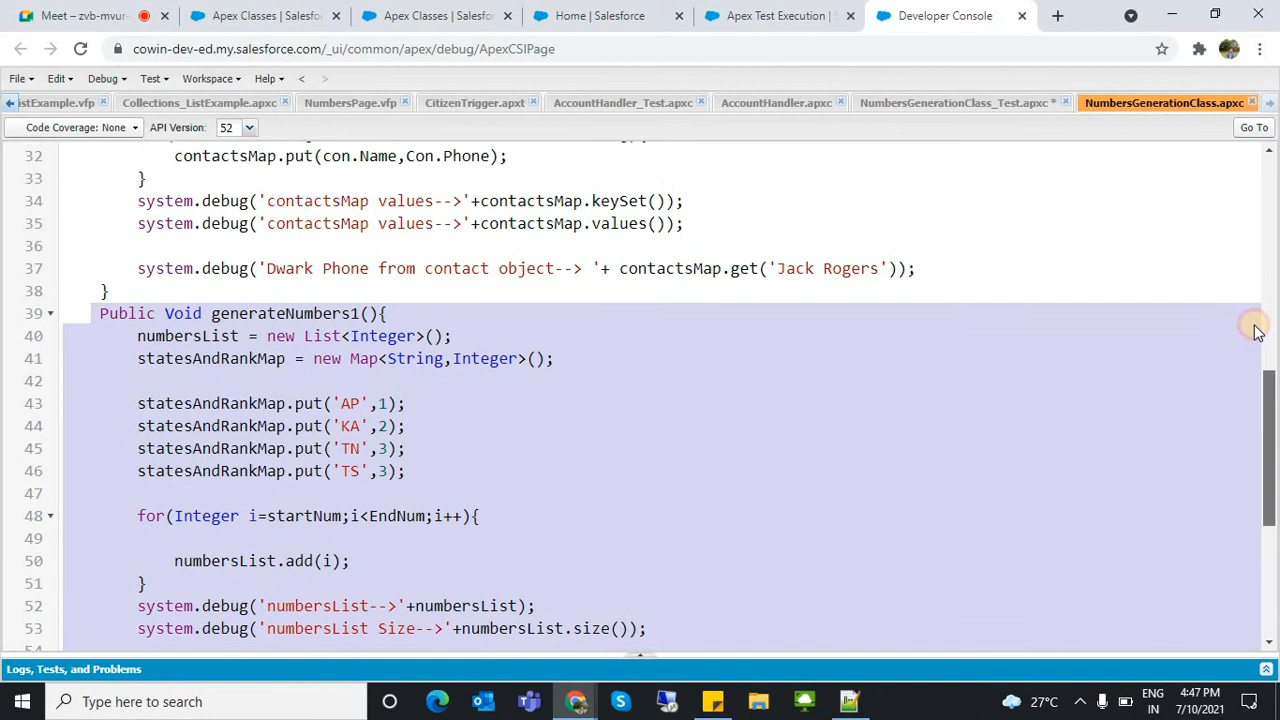 Meet – zvb-mvur-
Apex Classes | Salesfo
Apex Classes | Salesfo
Home | Salesforce
Apex Test Execution | S
Developer Console
cowin-dev-ed.my.salesforce.com/_ui/common/apex/debug/ApexCSIPage
File Edit Debug Test Workspace Help < >
istExample.vfp Collections_ListExample.apxc NumbersPage.vfp CitizenTrigger.apxt AccountHandler_Test.apxc AccountHandler.apxc NumbersGenerationClass_Test.apxc * NumbersGenerationClass.apxc
Code Coverage: None API Version: 52 Go To
32 contactsMap.put(con.Name,Con.Phone);
33 }
34 system.debug('contactsMap values-->'+contactsMap.keySet());
35 system.debug('contactsMap values-->'+contactsMap.values());
36
37 system.debug('Dwark Phone from contact object--> '+ contactsMap.get('Jack Rogers'));
38 }
39 Public Void generateNumbers1(){
40 numbersList = new List<Integer>();
41 statesAndRankMap = new Map<String,Integer>();
42
43 statesAndRankMap.put('AP',1);
44 statesAndRankMap.put('KA',2);
45 statesAndRankMap.put('TN',3);
46 statesAndRankMap.put('TS',3);
47
48 for(Integer i=startNum;i<EndNum;i++){
49
50 numbersList.add(i);
51 }
52 system.debug('numbersList-->'+numbersList);
53 system.debug('numbersList Size-->'+numbersList.size());
Logs, Tests, and Problems
Type here to search
27°C
ENG
IN
4:47 PM
7/10/2021